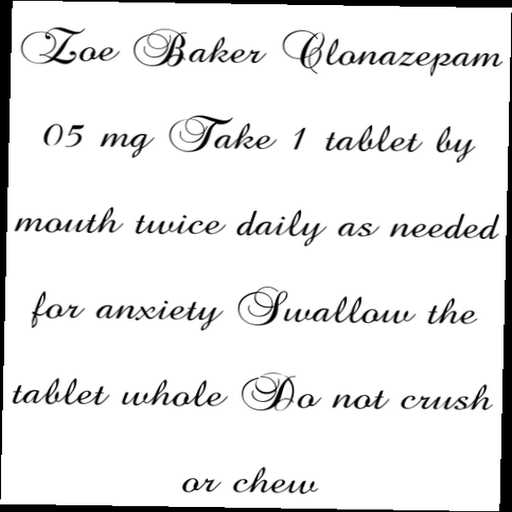 Zoe Baker Clonazepam
05 mg Take 1 tablet by
mouth twice daily as needed
for anxiety Swallow the
tablet whole Do not crush
or chew